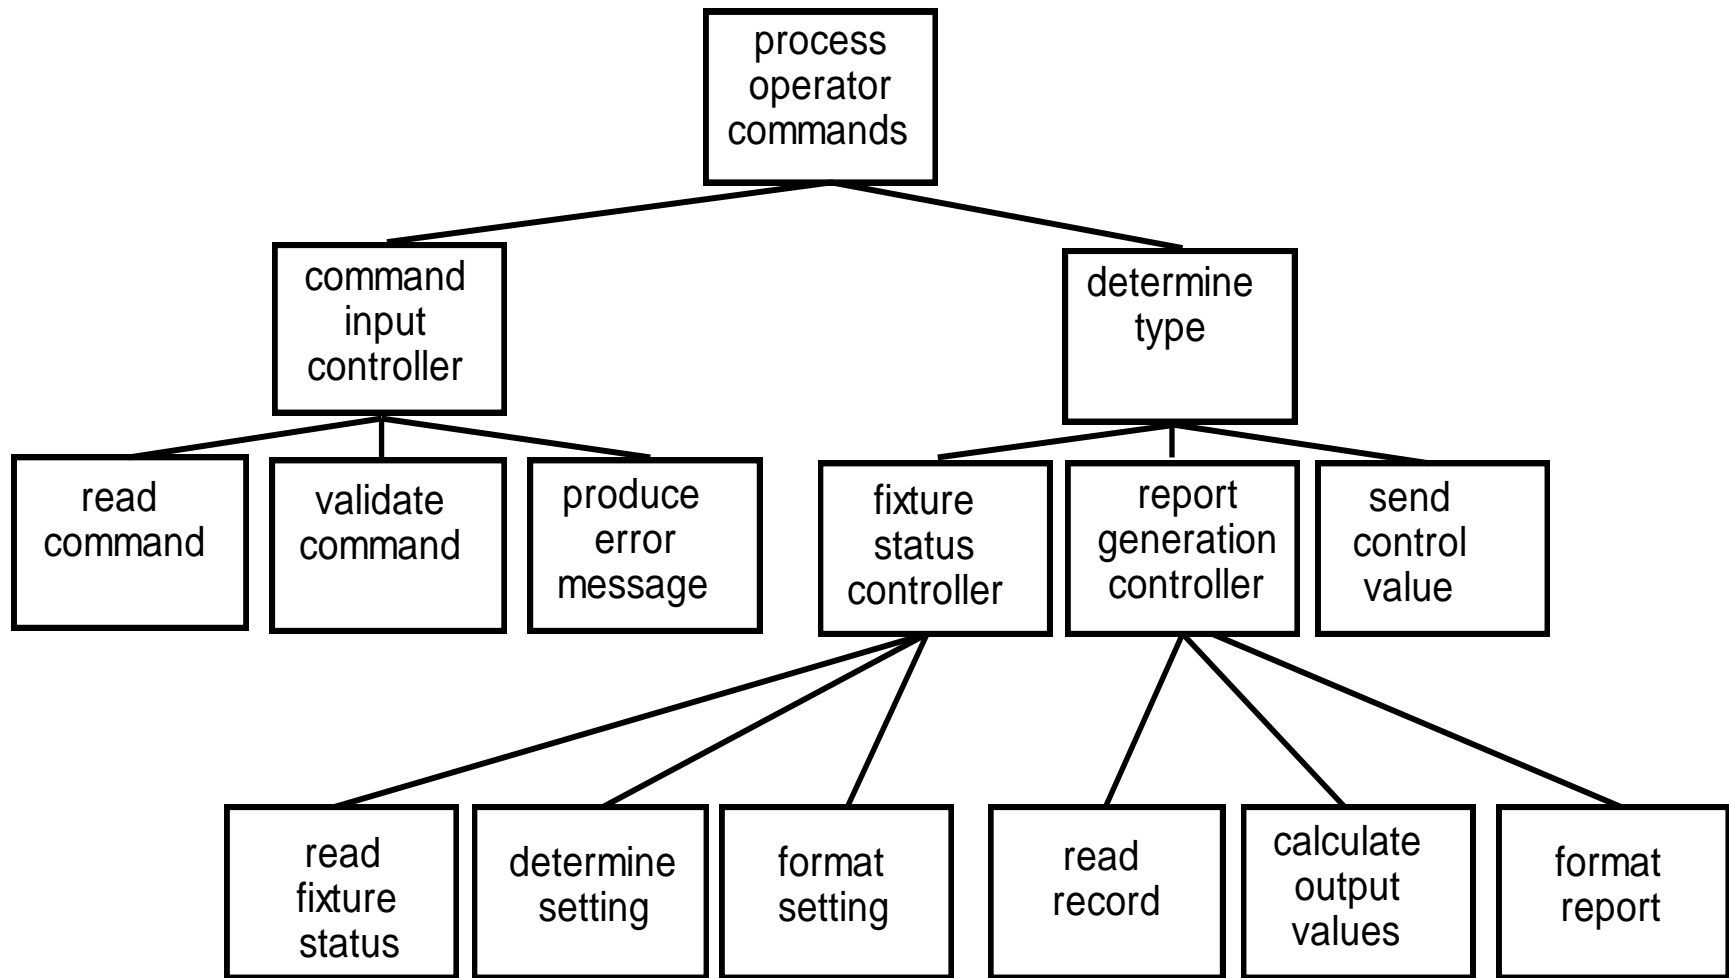 process
operator
commands
command
input
controller
determine
type
read
command
validate
command
produce
error
message
fixture
status
controller
report
generation
controller
send
control
value
read
fixture
status
determine
setting
format
setting
read
record
calculate
output
values
format
report